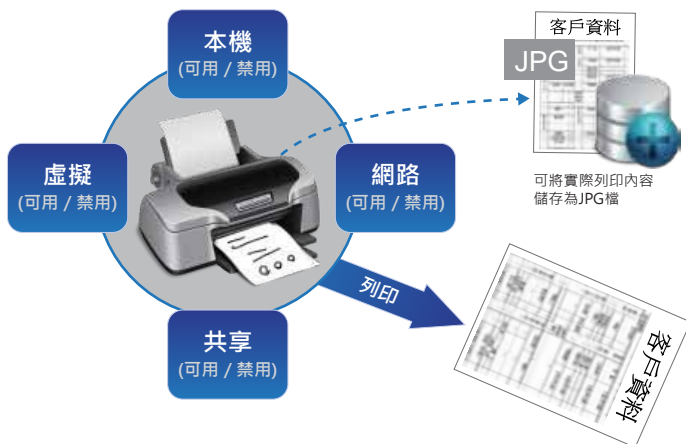 本機
(可用 / 禁用)
客戶資料
JPG
虛擬
(可用 / 禁用)
網路
(可用 / 禁用)
可將實際列印內容
儲存為JPG檔
列印
共享
(可用 / 禁用)
客戶資料